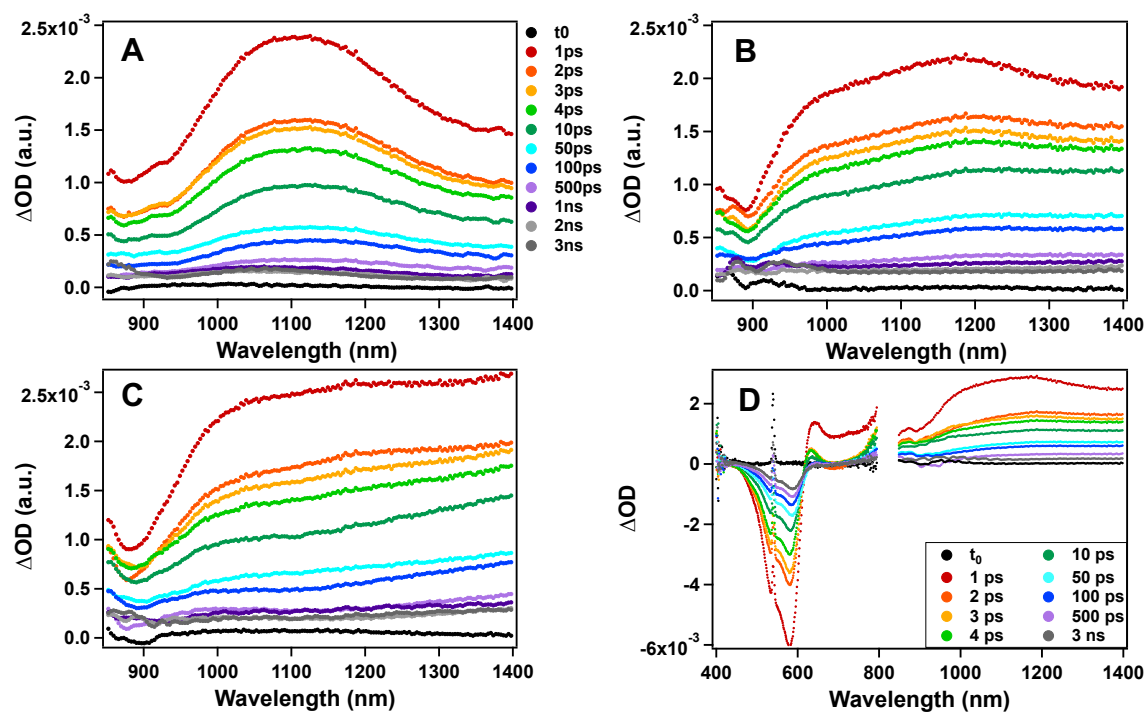 A
2.5x10-3
2.0
1.5
1.0
0.5
0.0
ΔOD (a.u.)
900 1000 1100 1200 1300 1400
Wavelength (nm)
t0
1ps
2ps
3ps
4ps
10ps
50ps
100ps
500ps
1ns
2ns
3ns
B
2.5x10-3
2.0
1.5
1.0
0.5
0.0
ΔOD (a.u.)
900 1000 1100 1200 1300 1400
Wavelength (nm)
C
2.5x10-3
2.0
1.5
1.0
0.5
0.0
ΔOD (a.u.)
900 1000 1100 1200 1300 1400
Wavelength (nm)
D
2
0
-2
-4
-6x10-3
ΔOD
400 600 800 1000 1200 1400
Wavelength (nm)
t0 10 ps
1 ps 50 ps
2 ps 100 ps
3 ps 500 ps
4 ps 3 ns